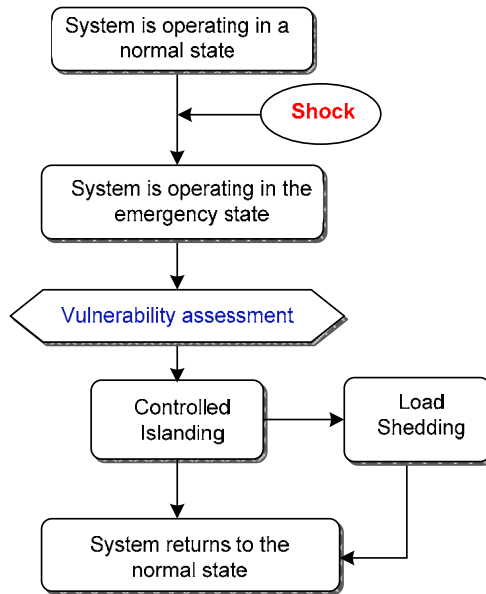 System is operating in a
normal state
Shock
System is operating in the
emergency state
Vulnerability assessment
Controlled
Islanding
Load
Shedding
System returns to the
normal state